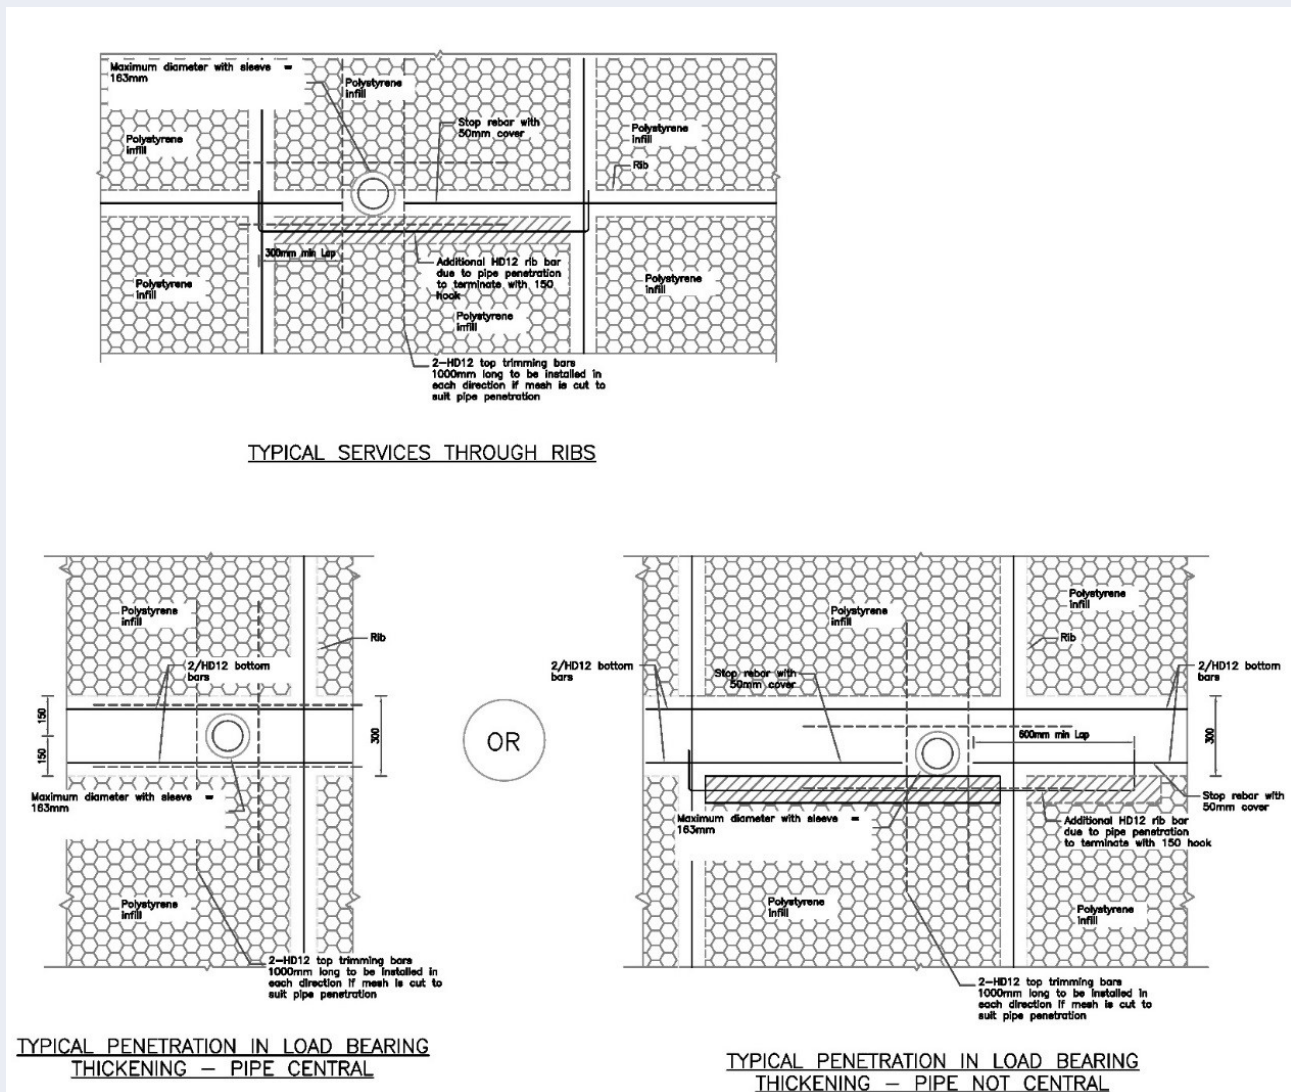 Maximum diameter with sleeve =
163mm
Polystyrene
infill
Polystyrene
infill
Stop rebar with
50mm cover
Polystyrene
infill
Rib
300mm min Lap
Polystyrene
infill
Additional HD12 rib bar
due to pipe penetration
to terminate with 150
hook
Polystyrene
infill
Polystyrene
infill
2-HD12 top trimming bars
1000mm long to be installed in
each direction if mesh is cut to
suit pipe penetration
TYPICAL SERVICES THROUGH RIBS
Polystyrene
infill
Rib
2/HD12 bottom
bars
150
150
300
Maximum diameter with sleeve =
163mm
Polystyrene
infill
2-HD12 top trimming bars
1000mm long to be installed in
each direction if mesh is cut to
suit pipe penetration
TYPICAL PENETRATION IN LOAD BEARING
THICKENING – PIPE CENTRAL
OR
Polystyrene
infill
Polystyrene
infill
Rib
2/HD12 bottom
bars
Stop rebar with
50mm cover
2/HD12 bottom
bars
600mm min Lap
300
Stop rebar with
50mm cover
Maximum diameter with sleeve =
163mm
Additional HD12 rib bar
due to pipe penetration
to terminate with 150 hook
Polystyrene
infill
Polystyrene
infill
2-HD12 top trimming bars
1000mm long to be installed in
each direction if mesh is cut to
suit pipe penetration
TYPICAL PENETRATION IN LOAD BEARING
THICKENING – PIPE NOT CENTRAL